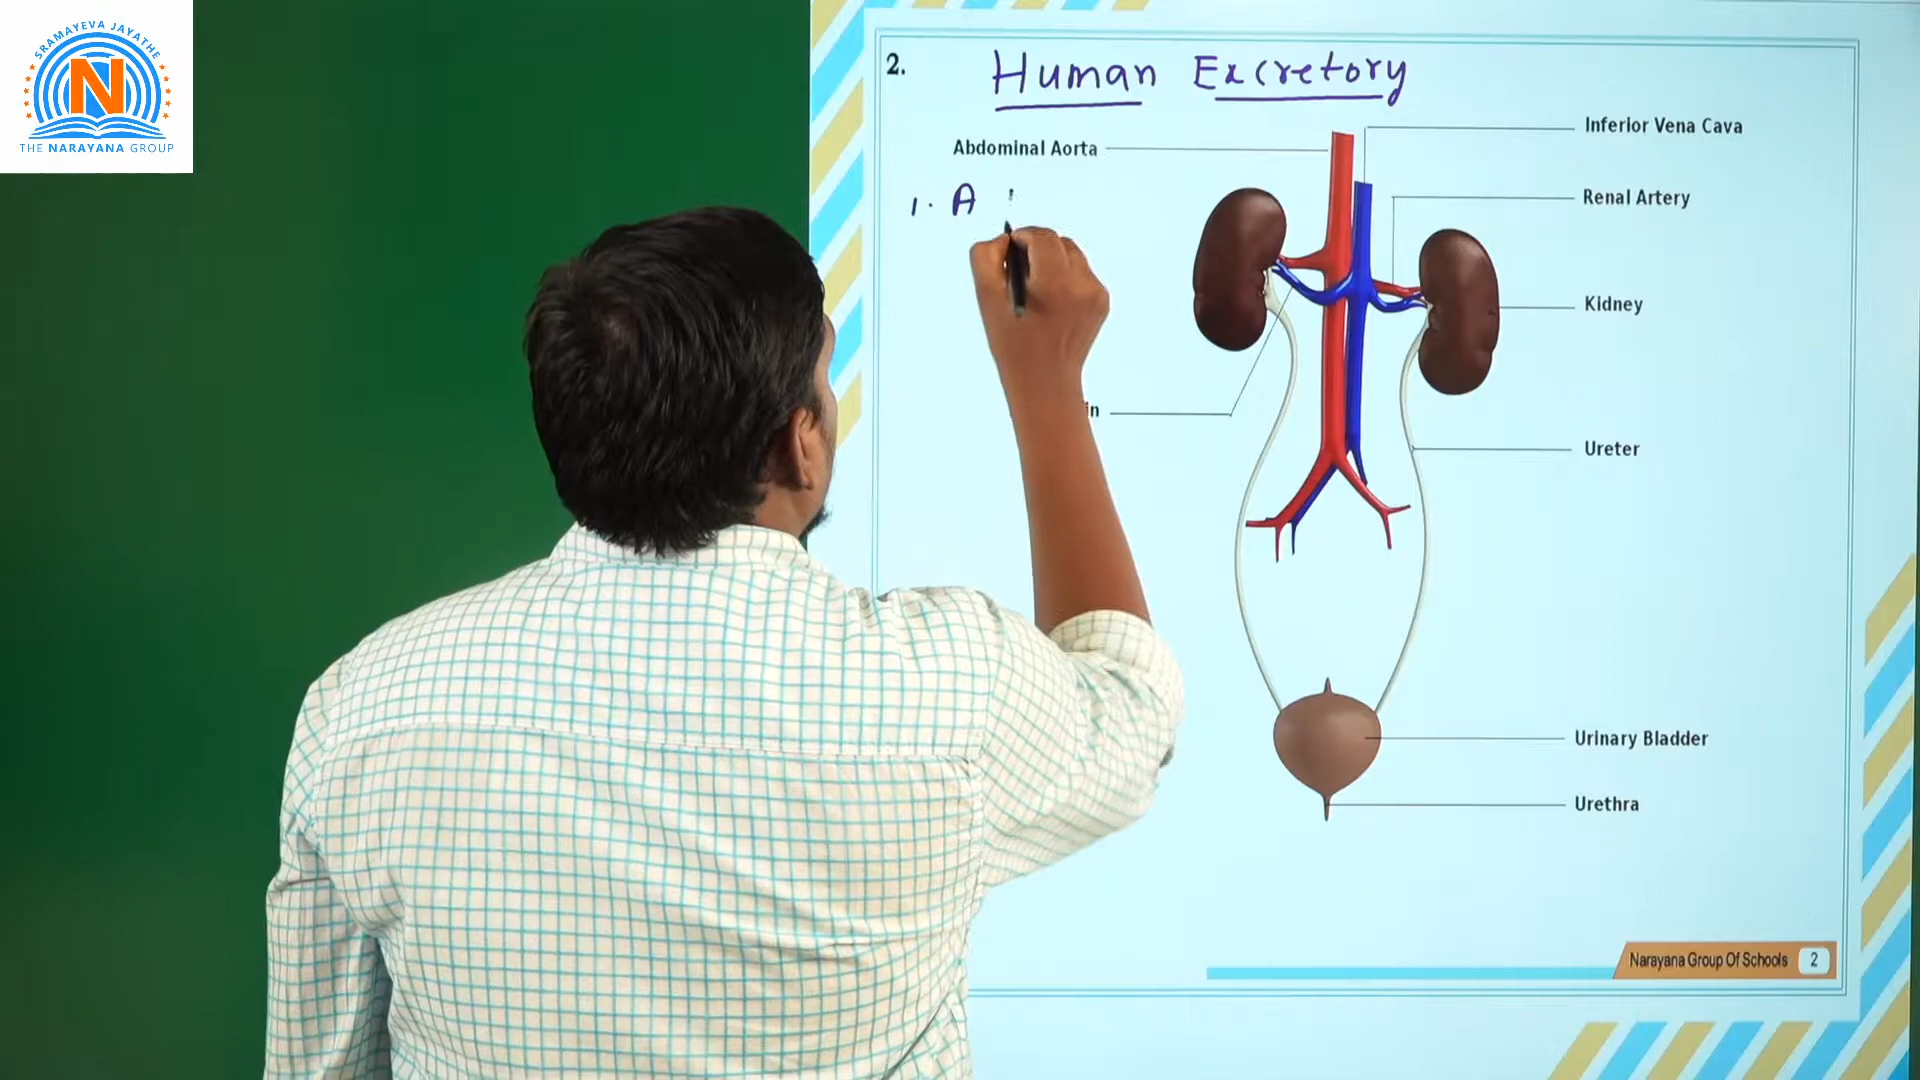 SRAMAYEVA JAYATHE
N
THE NARAYANA GROUP
2.
Human Excretory
Abdominal Aorta
1. A
Inferior Vena Cava
Renal Artery
Kidney
Ureter
Urinary Bladder
Urethra
Narayana Group Of Schools 2